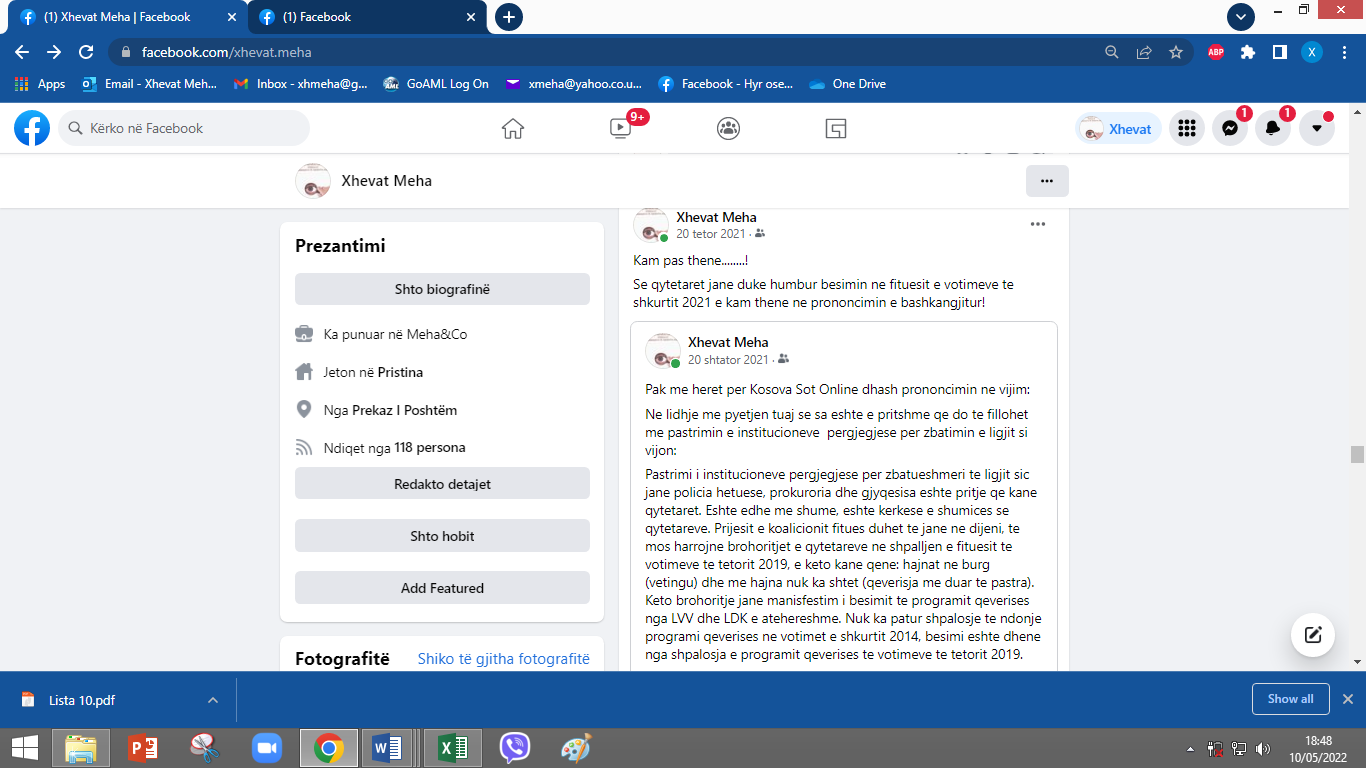 (1) Xhevat Meha | Facebook
(1) Facebook
facebook.com/xhevat.meha
ABP
X
Apps
Email - Xhevat Meh...
Inbox - xhmeha@g...
GoAML Log On
xmeha@yahoo.co.u...
Facebook - Hyr ose...
One Drive
Kërko në Facebook
9+
Xhevat
1
1
Xhevat Meha
Prezantimi
Shto biografinë
Ka punuar në Meha&Co
Jeton në Pristina
Nga Prekaz I Poshtëm
Ndiqet nga 118 persona
Redakto detajet
Shto hobit
Add Featured
Fotografitë
Shiko të gjitha fotografitë
Xhevat Meha
20 tetor 2021 ·
Kam pas thene........!
Se qytetaret jane duke humbur besimin ne fituesit e votimeve te
shkurtit 2021 e kam thene ne prononcimin e bashkangjitur!
Xhevat Meha
20 shtator 2021 ·
Pak me heret per Kosova Sot Online dhash prononcimin ne vijim:
Ne lidhje me pyetjen tuaj se sa eshte e pritshme qe do te fillohet
me pastrimin e institucioneve  pergjegjese per zbatimin e ligjit si
vijon:
Pastrimi i institucioneve pergjegjese per zbatueshmeri te ligjit sic
jane policia hetuese, prokuroria dhe gjyqesisa eshte pritje qe kane
qytetaret. Eshte edhe me shume, eshte kerkese e shumices se
qytetareve. Prijesit e koalicionit fitues duhet te jane ne dijeni, te
mos harrojne brohoritjet e qytetareve ne shpalljen e fituesit te
votimeve te tetorit 2019, e keto kane qene: hajnat ne burg
(vetingu) dhe me hajna nuk ka shtet (qeverisja me duar te pastra).
Keto brohoritje jane manisfestim i besimit te programit qeverises
nga LVV dhe LDK e atehereshme. Nuk ka patur shpalosje te ndonje
programi qeverises ne votimet e shkurtit 2014, besimi eshte dhene
nga shpalosja e programit qeverises te votimeve te tetorit 2019.
Lista 10.pdf
Show all
18:48
10/05/2022